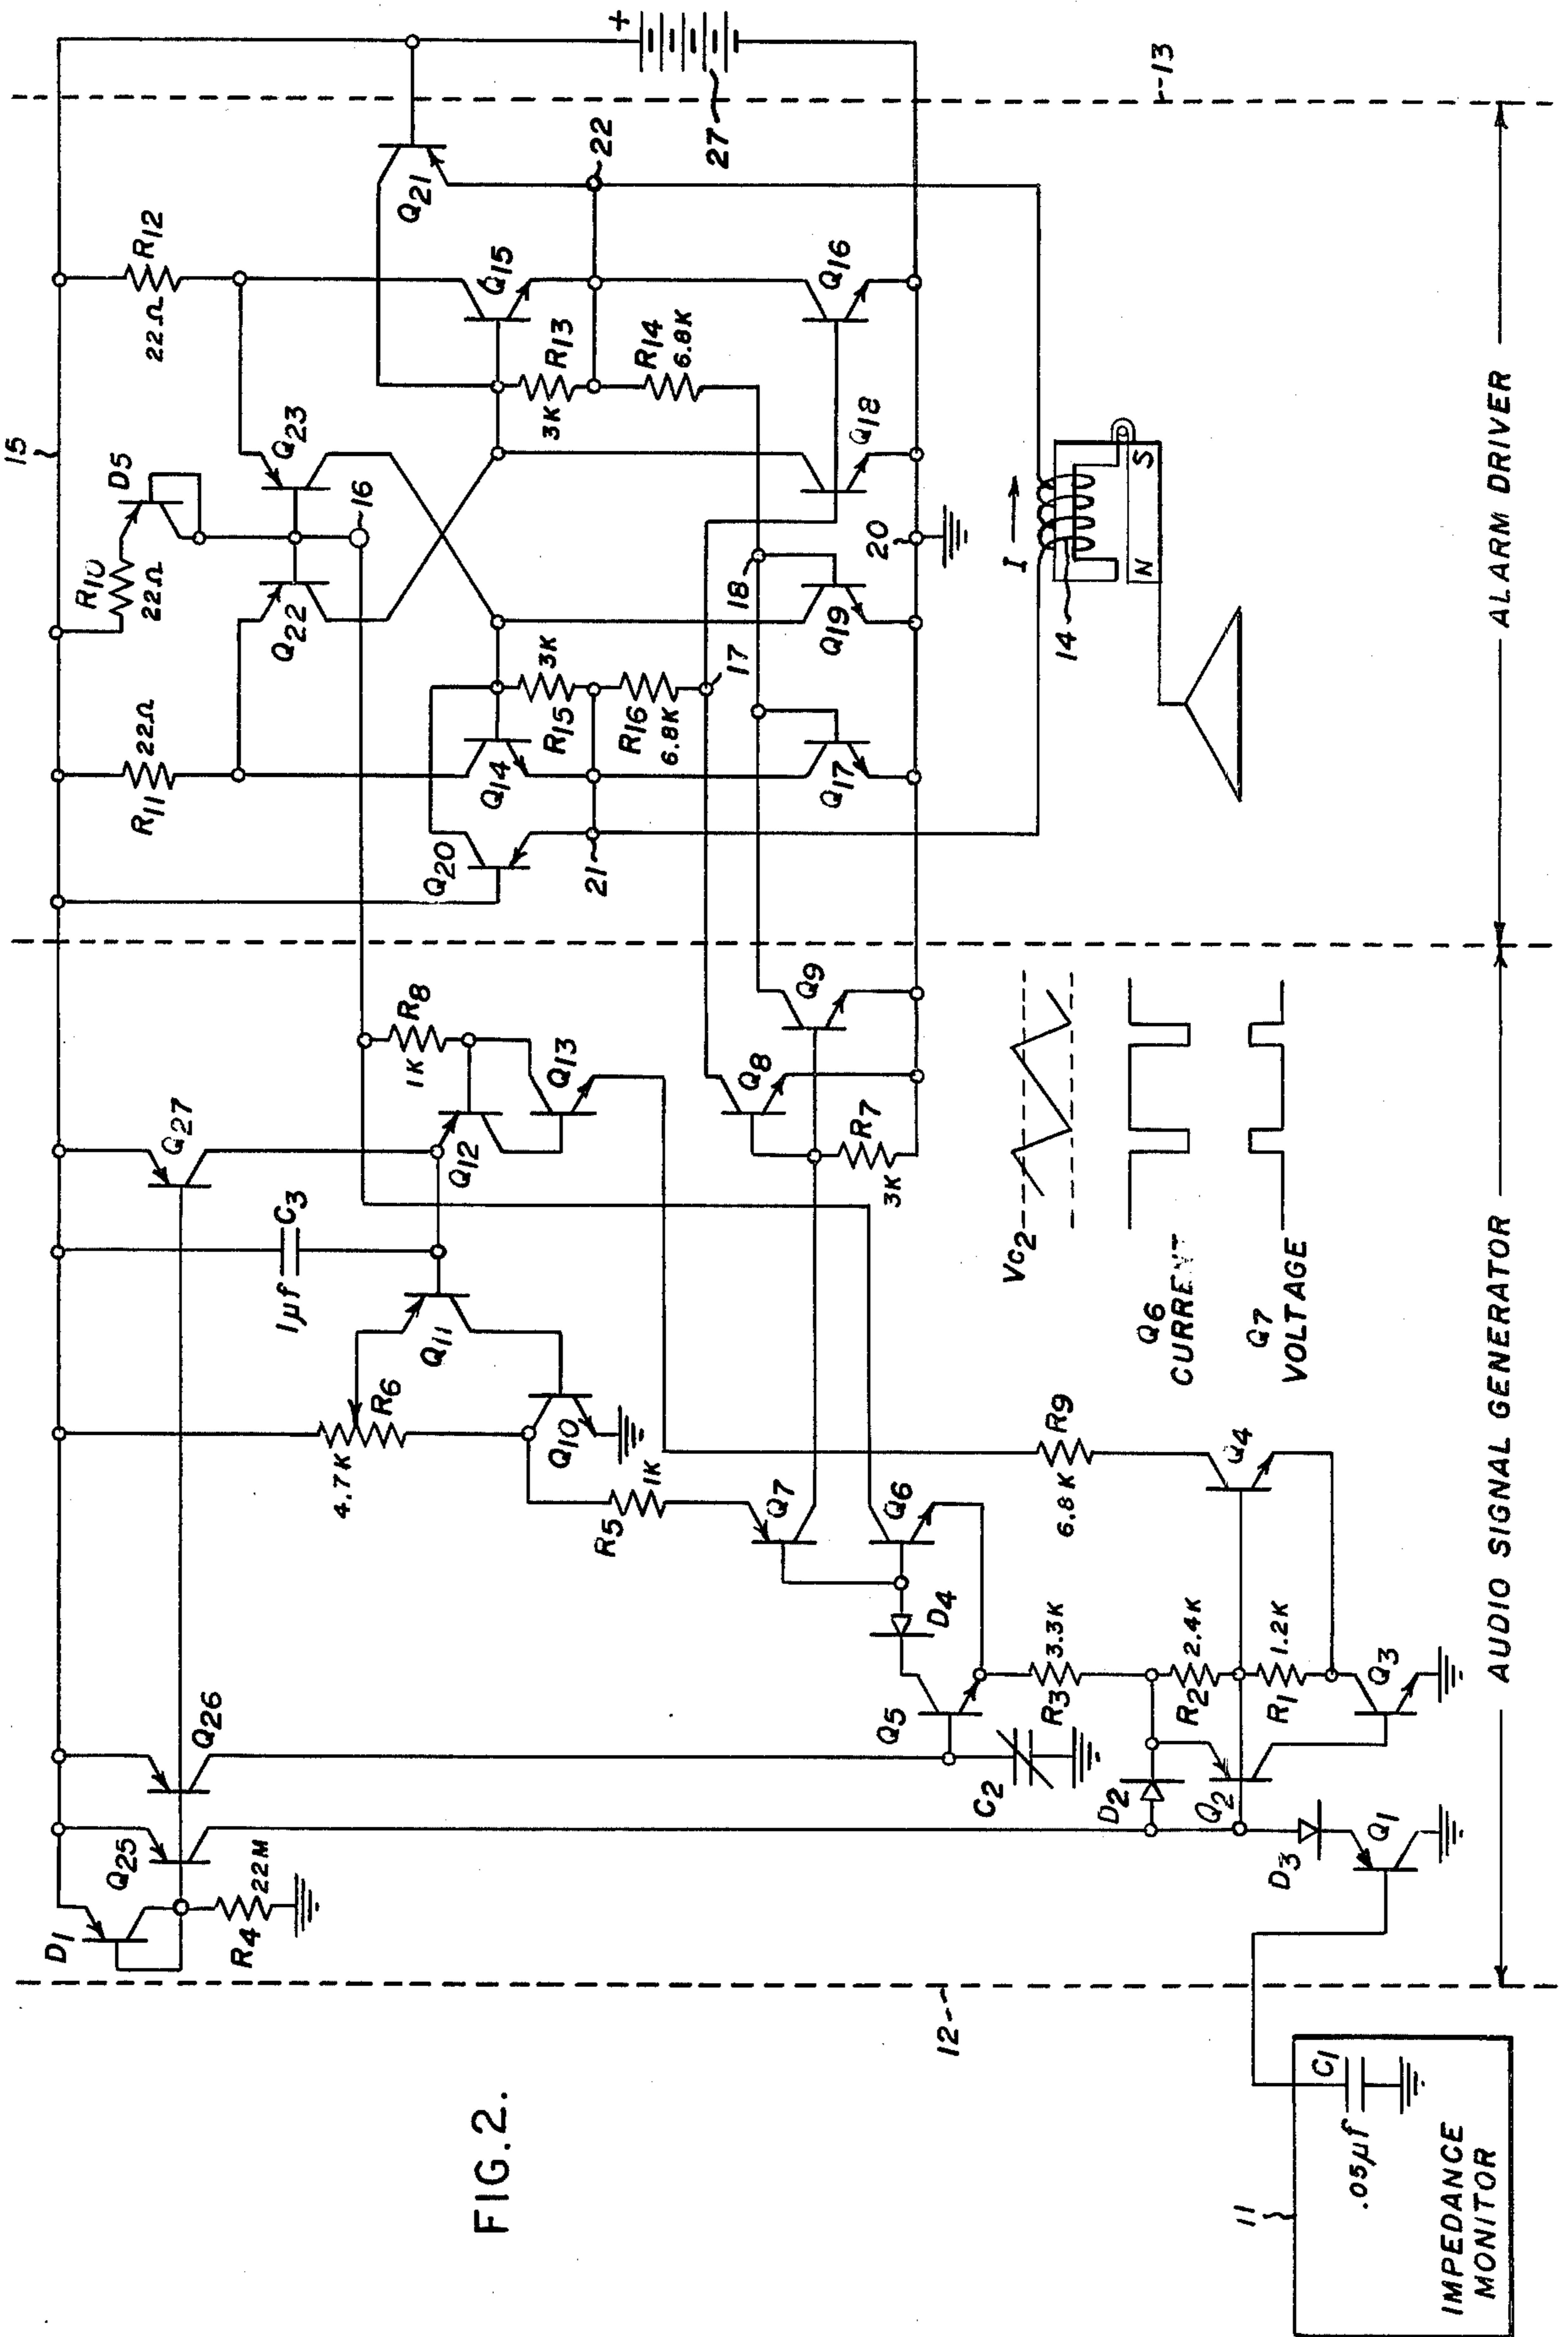 FIG. 2.
11
IMPEDANCE
MONITOR
.05µf
C1
12
D1
R4
22M
Q25
Q26
Q27
C3
1µf
R6
4.7K
Q11
Q10
Q12
Q13
R8
1K
R5
1K
Q7
Q6
D4
Q5
C2
R3
3.3K
D2
R2
2.4K
R1
1.2K
Q2
Q3
D3
Q1
R9
6.8K
Q4
Q8
Q9
R7
3K
VC2
Q6
CURRENT
Q7
VOLTAGE
AUDIO SIGNAL GENERATOR
15
R11
22Ω
R10
22Ω
D5
R12
22Ω
Q22
Q23
16
Q20
Q14
R15
3K
R16
6.8K
21
17
Q17
Q19
18
Q18
20
Q15
Q16
R13
3K
R14
6.8K
Q21
22
+
27
13
I
14
N
S
ALARM DRIVER